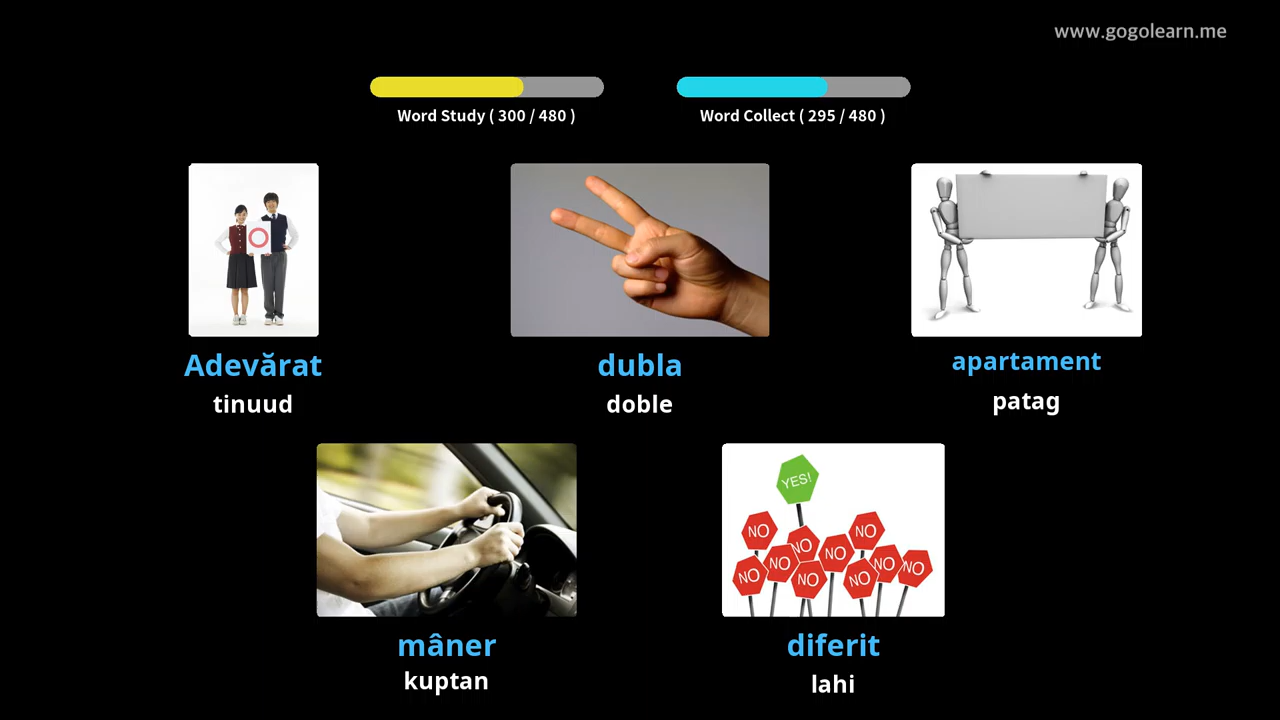 www.gogolearn.me
Word Study ( 300 / 480 )
Word Collect ( 295 / 480 )
Adevărat
tinuud
dubla
doble
apartament
patag
YES!
NO
NO
NO
NO
NO
NO
NO
NO
NO
NO
mâner
kuptan
diferit
lahi